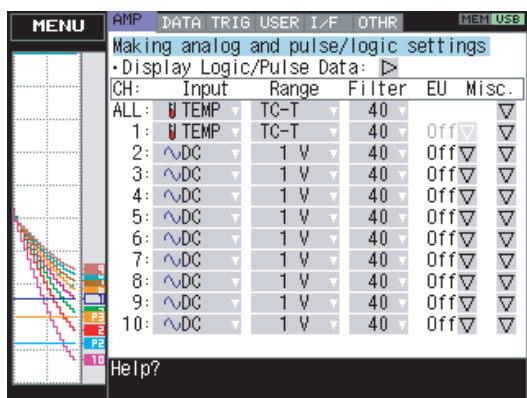 MENU
AMP DATA TRIG USER I/F OTHR MEM USB
Making analog and pulse/logic settings
・Display Logic/Pulse Data:
CH: Input Range Filter EU Misc.
ALL: TEMP TC-T 40
1: TEMP TC-T 40 Off
2: DC 1 V 40 Off
3: DC 1 V 40 Off
4: DC 1 V 40 Off
5: DC 1 V 40 Off
6: DC 1 V 40 Off
7: DC 1 V 40 Off
8: DC 1 V 40 Off
9: DC 1 V 40 Off
10: DC 1 V 40 Off
P3
2
P2
10
Help?